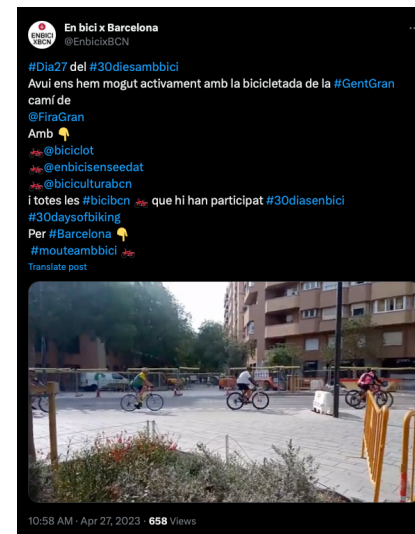 ENBICI
XBCN
En bici x Barcelona
@EnbicixBCN
#Dia27 del #30diesambbici
Avui ens hem mogut activament amb la bicicletada de la #GentGran
camí de
@FiraGran
Amb 👇
🚲@biciclot
🚲@enbicisenseedat
🚲@biciculturabcn
i totes les #bicibcn 🚲 que hi han participat #30diasenbici
#30daysofbiking
Per #Barcelona 👇
#mouteambbici 🚲
Translate post
10:58 AM · Apr 27, 2023 · 658 Views